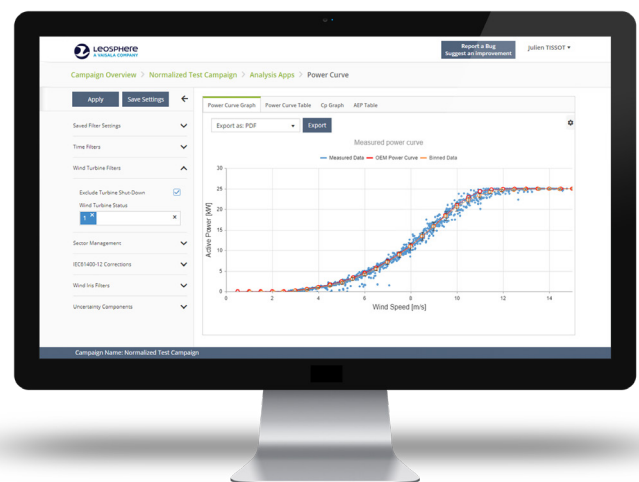 LEOSPHERE
A VAISALA COMPANY
Report a Bug
Suggest an improvement
Julien TISSOT
Campaign Overview > Normalized Test Campaign > Analysis Apps > Power Curve
Apply
Save Settings
Saved Filter Settings
Time Filters
Wind Turbine Filters
Exclude Turbine Shut-Down
Wind Turbine Status
1 ×
×
Sector Management
IEC61400-12 Corrections
Wind Iris Filters
Uncertainty Components
Power Curve Graph Power Curve Table Cp Graph AEP Table
Export as: PDF
Export
Measured power curve
Measured Data OEM Power Curve Binned Data
Active Power [kW]
30
25
20
15
10
5
0
0 2 4 6 8 10 12 14
Wind Speed [m/s]
Campaign Name: Normalized Test Campaign